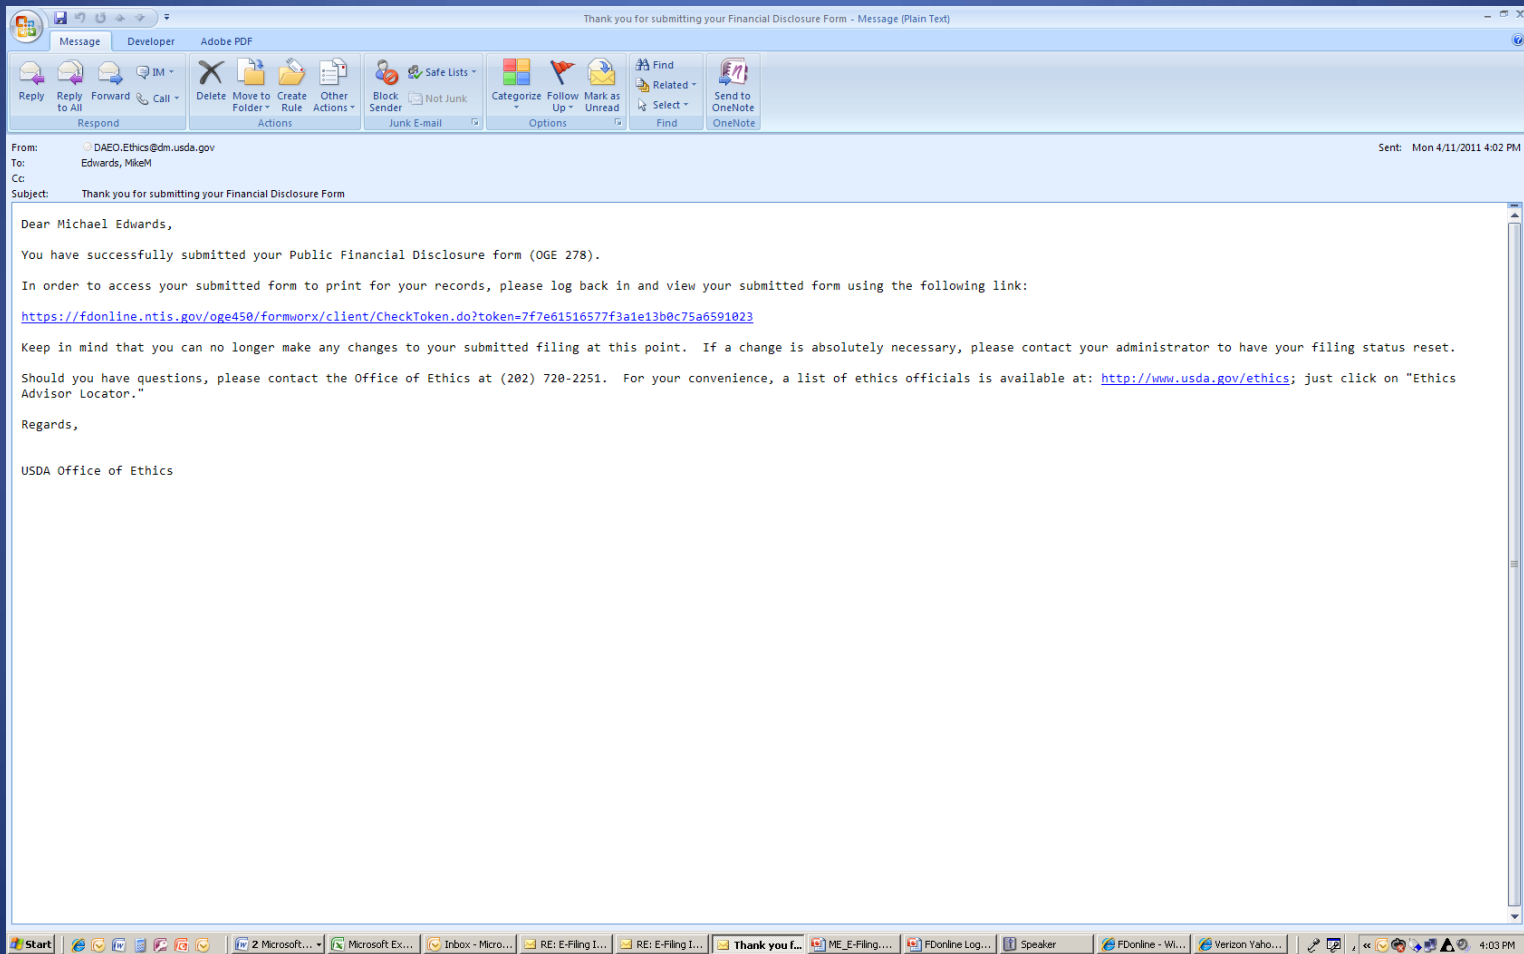 Thank you for submitting your Financial Disclosure Form - Message (Plain Text)
Message Developer Adobe PDF
Reply
Reply to All
Forward
IM
Call
Respond
Delete
Move to Folder
Create Rule
Other Actions
Actions
Block Sender
Safe Lists
Not Junk
Junk E-mail
Categorize
Follow Up
Mark as Unread
Options
Find
Related
Select
Find
Send to OneNote
OneNote
From: DAEO.Ethics@dm.usda.gov
Sent: Mon 4/11/2011 4:02 PM
To: Edwards, MikeM
Cc:
Subject: Thank you for submitting your Financial Disclosure Form
Dear Michael Edwards,
You have successfully submitted your Public Financial Disclosure form (OGE 278).
In order to access your submitted form to print for your records, please log back in and view your submitted form using the following link:
https://fdonline.ntis.gov/oge450/formworx/client/CheckToken.do?token=7f7e61516577f3a1e13b0c75a6591023
Keep in mind that you can no longer make any changes to your submitted filing at this point.  If a change is absolutely necessary, please contact your administrator to have your filing status reset.
Should you have questions, please contact the Office of Ethics at (202) 720-2251.  For your convenience, a list of ethics officials is available at: http://www.usda.gov/ethics; just click on "Ethics
Advisor Locator."
Regards,
USDA Office of Ethics
Start 2 Microsoft... Microsoft Ex... Inbox - Micro... RE: E-Filing I... RE: E-Filing I... Thank you f... ME_E-Filing.... FDonline Log... Speaker FDonline - Wi... Verizon Yaho... « 4:03 PM